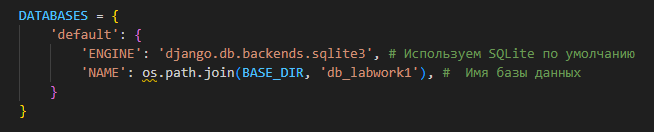 DATABASES = {
    'default': {
        'ENGINE': 'django.db.backends.sqlite3', # Используем SQLite по умолчанию
        'NAME': os.path.join(BASE_DIR, 'db_labwork1'), #  Имя базы данных
    }
}